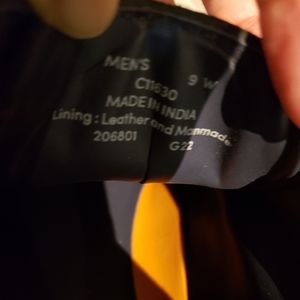 MEN'S 9 W
C11630
MADE IN INDIA
Lining : Leather and Manmade
206801 G22